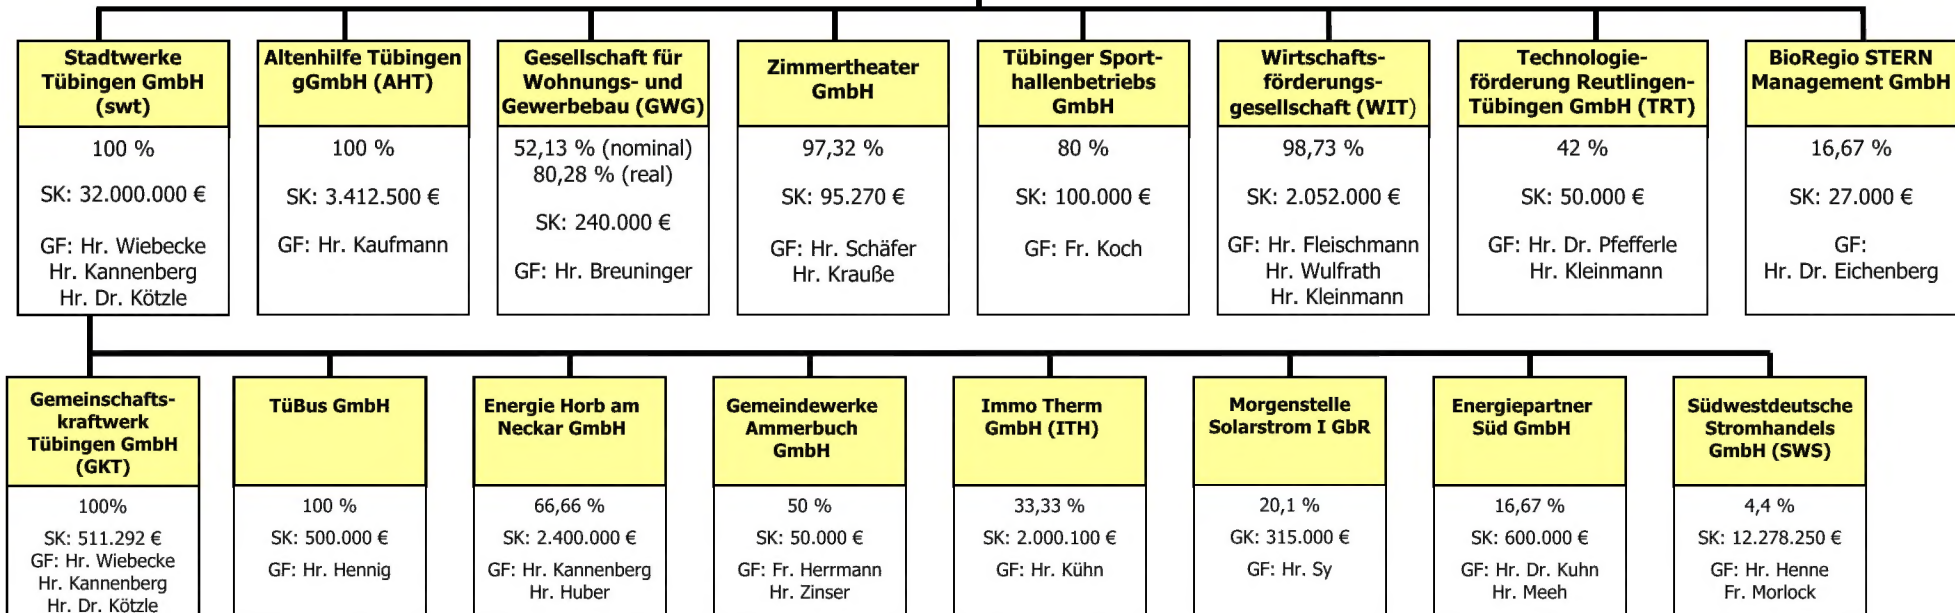 Stadtwerke
Tübingen GmbH
(swt)
100 %
SK: 32.000.000 €
GF: Hr. Wiebecke
Hr. Kannenberg
Hr. Dr. Kötzle
Altenhilfe Tübingen
gGmbH (AHT)
100 %
SK: 3.412.500 €
GF: Hr. Kaufmann
Gesellschaft für
Wohnungs- und
Gewerbebau (GWG)
52,13 % (nominal)
80,28 % (real)
SK: 240.000 €
GF: Hr. Breuninger
Zimmertheater
GmbH
97,32 %
SK: 95.270 €
GF: Hr. Schäfer
Hr. Krauße
Tübinger Sport-
hallenbetriebs
GmbH
80 %
SK: 100.000 €
GF: Fr. Koch
Wirtschafts-
förderungs-
gesellschaft (WIT)
98,73 %
SK: 2.052.000 €
GF: Hr. Fleischmann
Hr. Wulfrath
Hr. Kleinmann
Technologie-
förderung Reutlingen-
Tübingen GmbH (TRT)
42 %
SK: 50.000 €
GF: Hr. Dr. Pfefferle
Hr. Kleinmann
BioRegio STERN
Management GmbH
16,67 %
SK: 27.000 €
GF:
Hr. Dr. Eichenberg
Gemeinschafts-
kraftwerk
Tübingen GmbH
(GKT)
100%
SK: 511.292 €
GF: Hr. Wiebecke
Hr. Kannenberg
Hr. Dr. Kötzle
TüBus GmbH
100 %
SK: 500.000 €
GF: Hr. Hennig
Energie Horb am
Neckar GmbH
66,66 %
SK: 2.400.000 €
GF: Hr. Kannenberg
Hr. Huber
Gemeindewerke
Ammerbuch
GmbH
50 %
SK: 50.000 €
GF: Fr. Herrmann
Hr. Zinser
Immo Therm
GmbH (ITH)
33,33 %
SK: 2.000.100 €
GF: Hr. Kühn
Morgenstelle
Solarstrom I GbR
20,1 %
GK: 315.000 €
GF: Hr. Sy
Energiepartner
Süd GmbH
16,67 %
SK: 600.000 €
GF: Hr. Dr. Kuhn
Hr. Meeh
Südwestdeutsche
Stromhandels
GmbH (SWS)
4,4 %
SK: 12.278.250 €
GF: Hr. Henne
Fr. Morlock